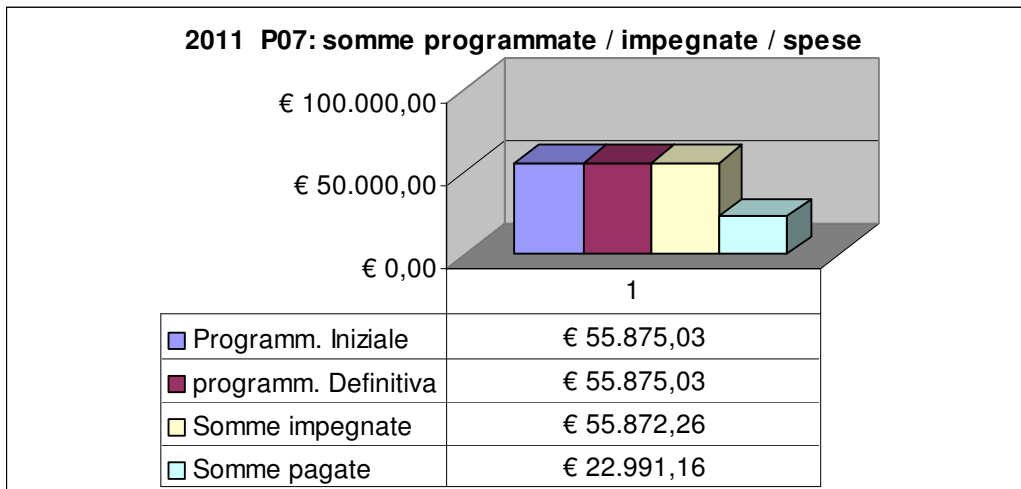 2011 P07: somme programmate / impegnate / spese
€ 100.000,00
€ 50.000,00
€ 0,00
1
Programm. Iniziale € 55.875,03
programm. Definitiva € 55.875,03
Somme impegnate € 55.872,26
Somme pagate € 22.991,16